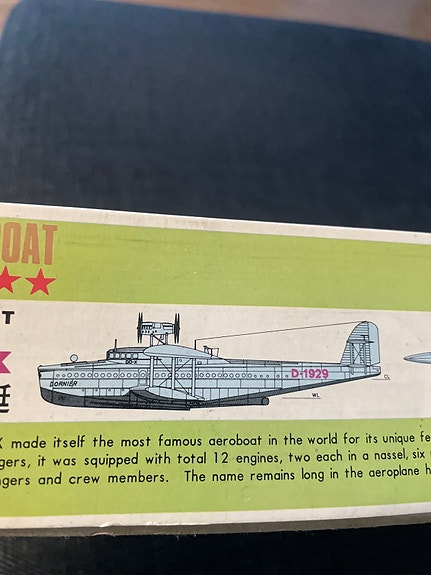 OAT
★★
T
X
艇
DO-X
DORNIER
D-1929
CL
WL
X made itself the most famous aeroboat in the world for its unique fe
gers, it was squipped with total 12 engines, two each in a nassel, six
ngers and crew members. The name remains long in the aeroplane h